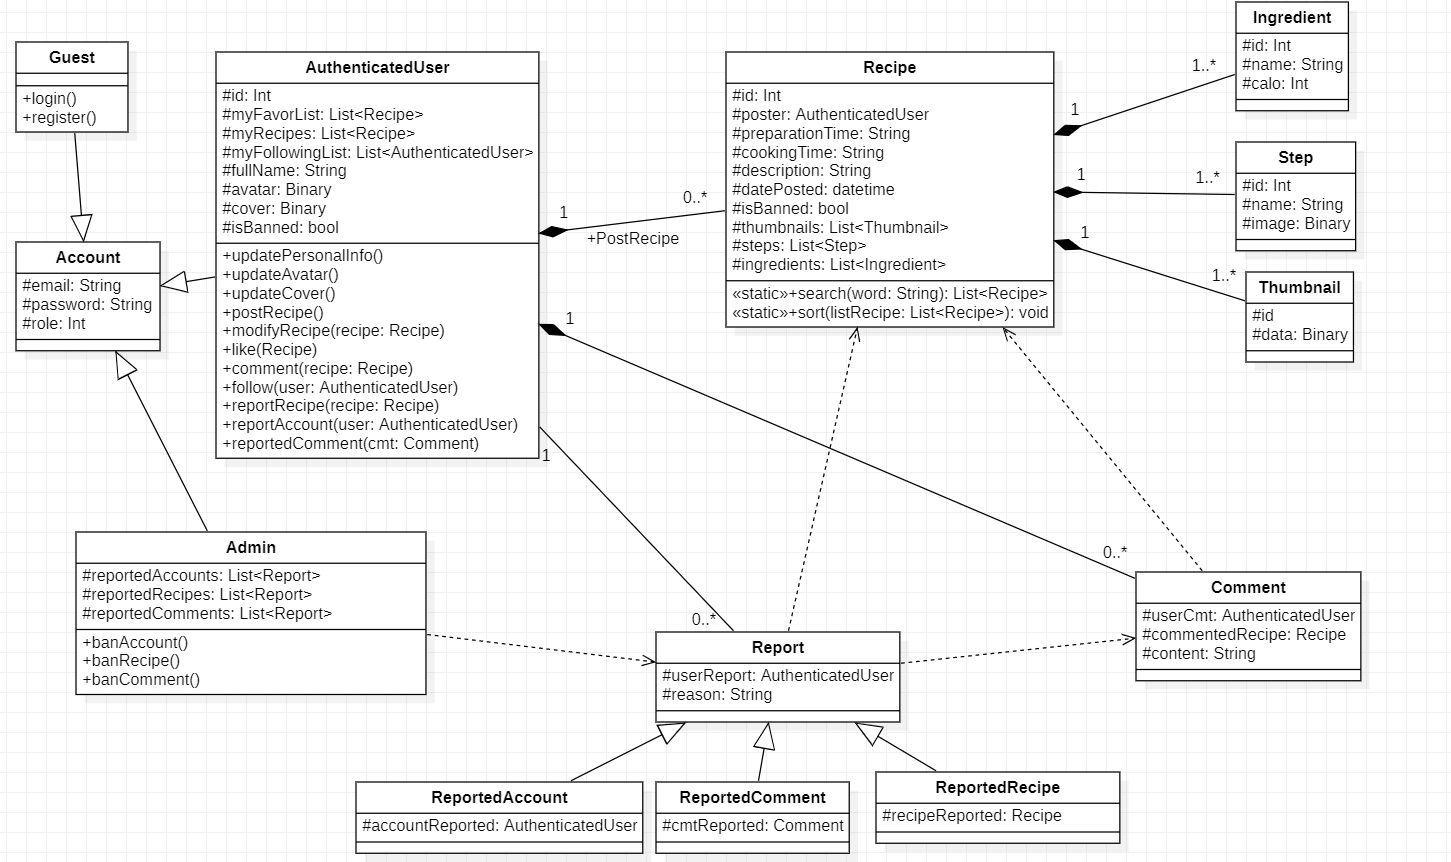 Guest
+login()
+register()
Account
#email: String
#password: String
#role: Int
AuthenticatedUser
#id: Int
#myFavorList: List<Recipe>
#myRecipes: List<Recipe>
#myFollowingList: List<AuthenticatedUser>
#fullName: String
#avatar: Binary
#cover: Binary
#isBanned: bool
+updatePersonalInfo()
+updateAvatar()
+updateCover()
+postRecipe()
+modifyRecipe(recipe: Recipe)
+like(Recipe)
+comment(recipe: Recipe)
+follow(user: AuthenticatedUser)
+reportRecipe(recipe: Recipe)
+reportAccount(user: AuthenticatedUser)
+reportedComment(cmt: Comment)
1
0..*
+PostRecipe
1
0..*
1
0..*
Recipe
#id: Int
#poster: AuthenticatedUser
#preparationTime: String
#cookingTime: String
#description: String
#datePosted: datetime
#isBanned: bool
#thumbnails: List<Thumbnail>
#steps: List<Step>
#ingredients: List<Ingredient>
«static»+search(word: String): List<Recipe>
«static»+sort(listRecipe: List<Recipe>): void
1
1..*
1
1..*
1
1..*
Ingredient
#id: Int
#name: String
#calo: Int
Step
#id: Int
#name: String
#image: Binary
Thumbnail
#id
#data: Binary
Admin
#reportedAccounts: List<Report>
#reportedRecipes: List<Report>
#reportedComments: List<Report>
+banAccount()
+banRecipe()
+banComment()
Report
#userReport: AuthenticatedUser
#reason: String
Comment
#userCmt: AuthenticatedUser
#commentedRecipe: Recipe
#content: String
ReportedAccount
#accountReported: AuthenticatedUser
ReportedComment
#cmtReported: Comment
ReportedRecipe
#recipeReported: Recipe